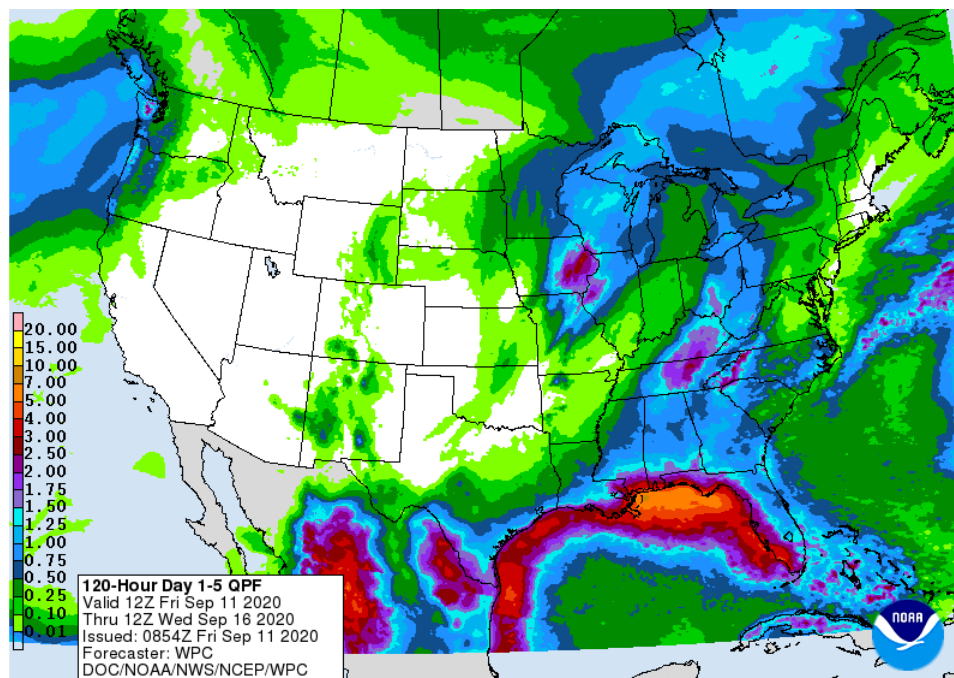 20.00
15.00
10.00
7.00
5.00
4.00
3.00
2.50
2.00
1.75
1.50
1.25
1.00
0.75
0.50
0.25
0.10
0.01
120-Hour Day 1-5 QPF
Valid 12Z Fri Sep 11 2020
Thru 12Z Wed Sep 16 2020
Issued: 0854Z Fri Sep 11 2020
Forecaster: WPC
DOC/NOAA/NWS/NCEP/WPC
NOAA